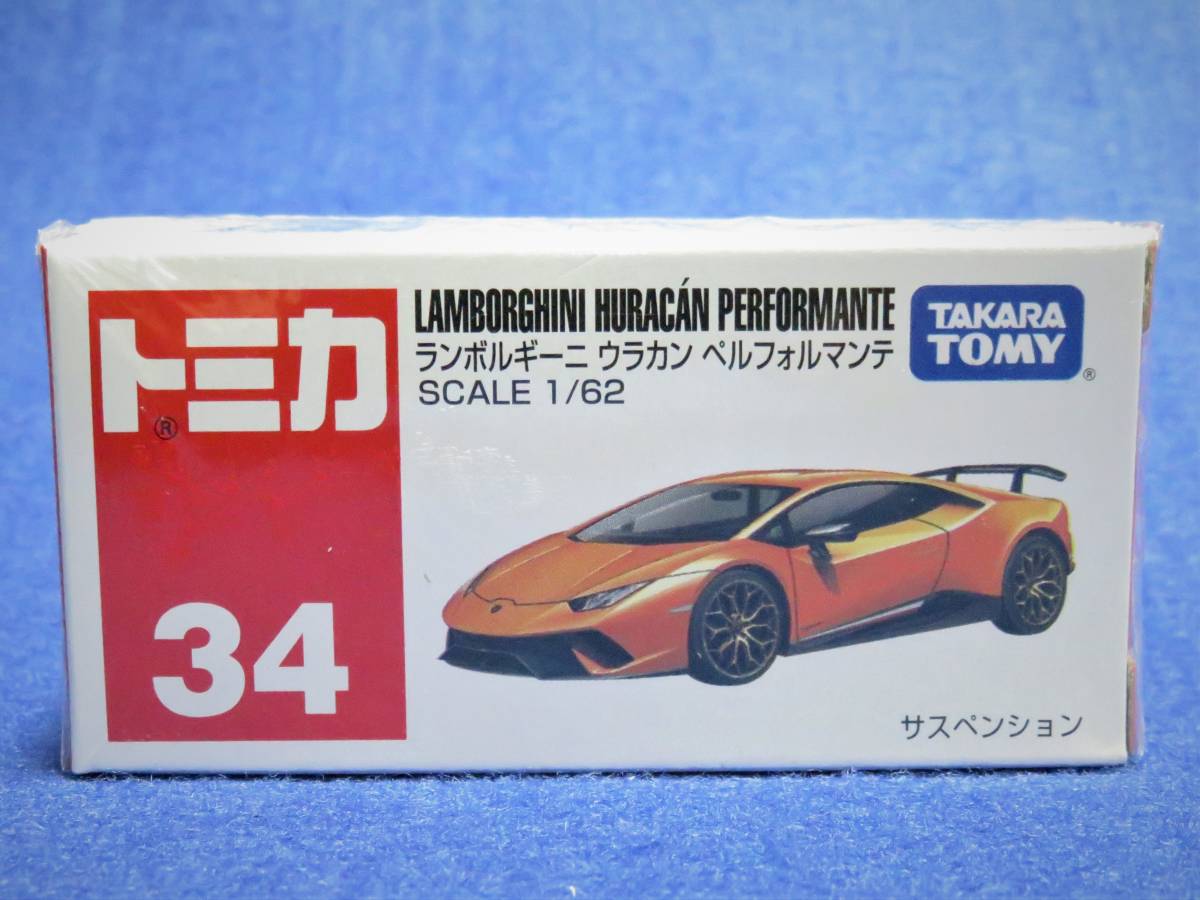 トミカ
®
34
LAMBORGHINI HURACÁN PERFORMANTE
ランボルギーニ ウラカン ペルフォルマンテ
SCALE 1/62
TAKARA
TOMY
®
サスペンション